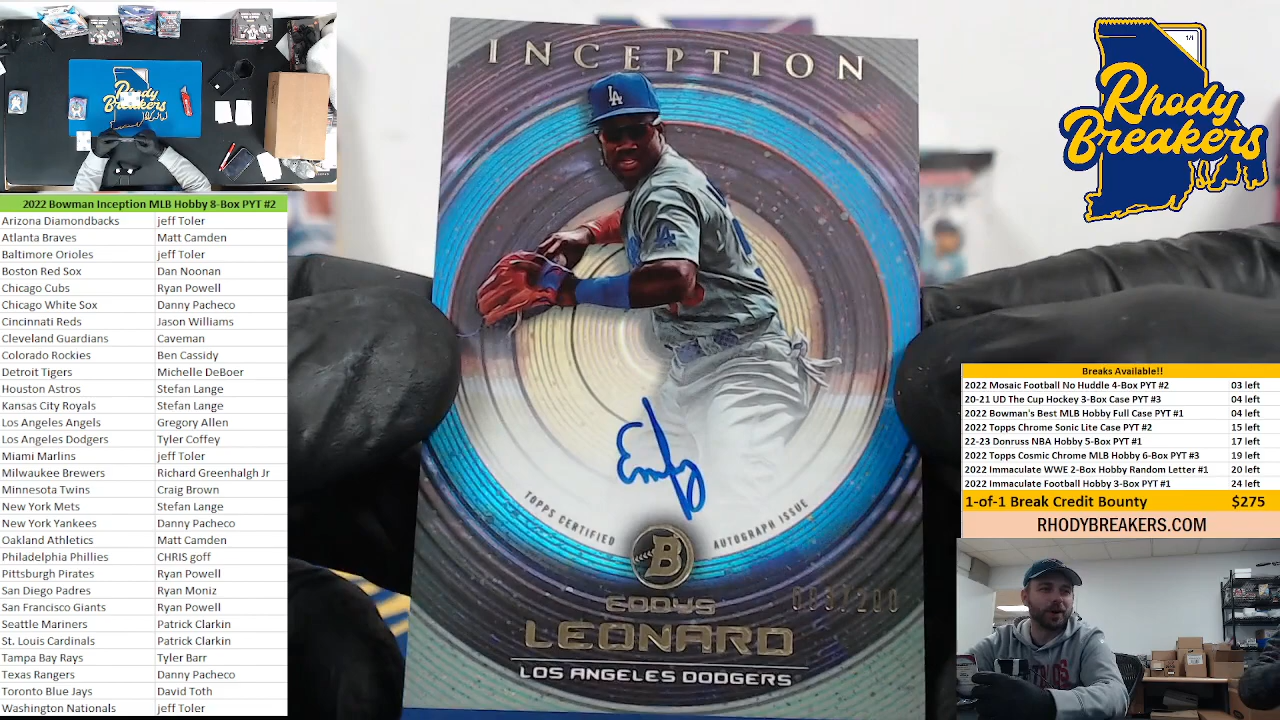 2022 Bowman Inception MLB Hobby 8-Box PYT #2
Arizona Diamondbacks jeff Toler
Atlanta Braves Matt Camden
Baltimore Orioles jeff Toler
Boston Red Sox Dan Noonan
Chicago Cubs Ryan Powell
Chicago White Sox Danny Pacheco
Cincinnati Reds Jason Williams
Cleveland Guardians Caveman
Colorado Rockies Ben Cassidy
Detroit Tigers Michelle DeBoer
Houston Astros Stefan Lange
Kansas City Royals Stefan Lange
Los Angeles Angels Gregory Allen
Los Angeles Dodgers Tyler Coffey
Miami Marlins jeff Toler
Milwaukee Brewers Richard Greenhalgh Jr
Minnesota Twins Craig Brown
New York Mets Stefan Lange
New York Yankees Danny Pacheco
Oakland Athletics Matt Camden
Philadelphia Phillies CHRIS goff
Pittsburgh Pirates Ryan Powell
San Diego Padres Ryan Moniz
San Francisco Giants Ryan Powell
Seattle Mariners Patrick Clarkin
St. Louis Cardinals Patrick Clarkin
Tampa Bay Rays Tyler Barr
Texas Rangers Danny Pacheco
Toronto Blue Jays David Toth
Washington Nationals jeff Toler
INCEPTION
LA
LA
TOPPS CERTIFIED AUTOGRAPH ISSUE
B
EDDYS
LEONARD
LOS ANGELES DODGERS
1/1
Rhody
Breakers
Breaks Available!!
2022 Mosaic Football No Huddle 4-Box PYT #2 03 left
20-21 UD The Cup Hockey 3-Box Case PYT #3 04 left
2022 Bowman's Best MLB Hobby Full Case PYT #1 04 left
2022 Topps Chrome Sonic Lite Case PYT #2 15 left
22-23 Donruss NBA Hobby 5-Box PYT #1 17 left
2022 Topps Cosmic Chrome MLB Hobby 6-Box PYT #3 19 left
2022 Immaculate WWE 2-Box Hobby Random Letter #1 20 left
2022 Immaculate Football Hobby 3-Box PYT #1 24 left
1-of-1 Break Credit Bounty $275
RHODYBREAKERS.COM